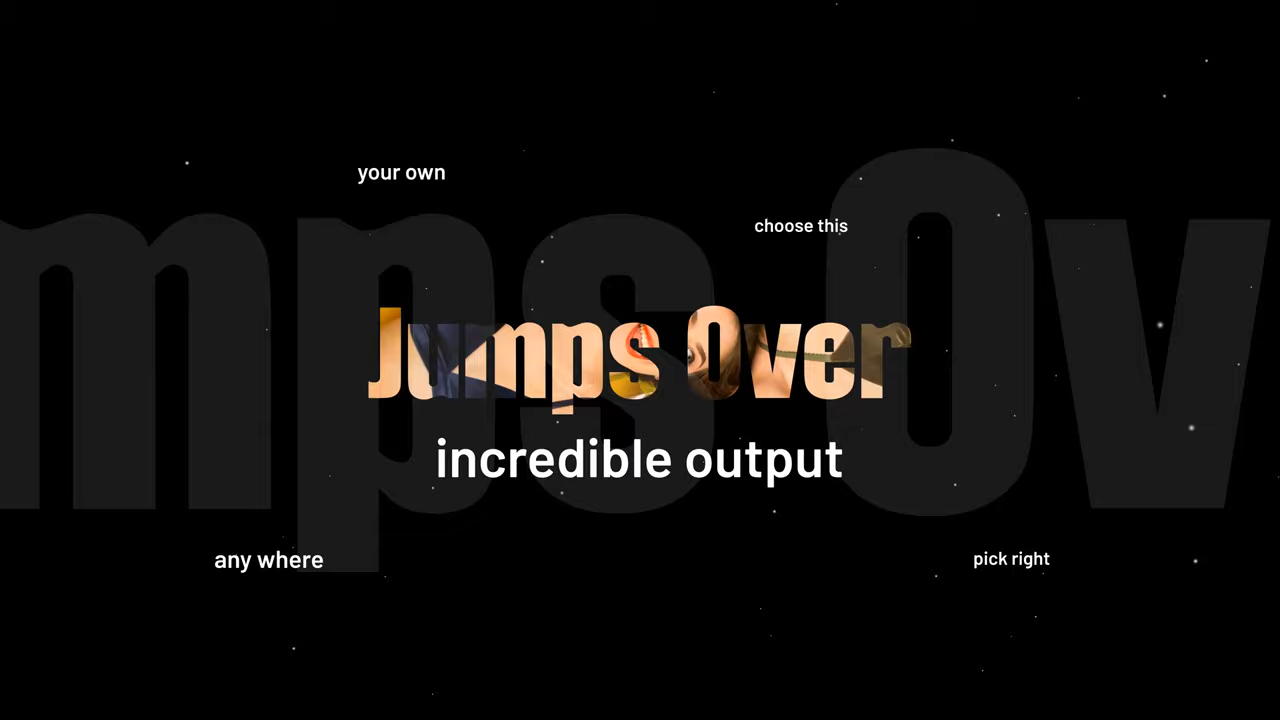 your own
choose this
mps Ov
Jumps Over
incredible output
any where
pick right